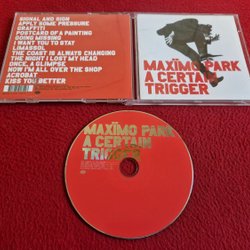 SIGNAL AND SIGN
APPLY SOME PRESSURE
GRAFFITI
POSTCARD OF A PAINTING
GOING MISSING
I WANT YOU TO STAY
LIMASSOL
THE COAST IS ALWAYS CHANGING
THE NIGHT I LOST MY HEAD
ONCE, A GLIMPSE
NOW I'M ALL OVER THE SHOP
ACROBAT
KISS YOU BETTER
MAXÏMO PARK
A CERTAIN
TRIGGER
MAXÏMO PARK
A CERTAIN
TRIGGER